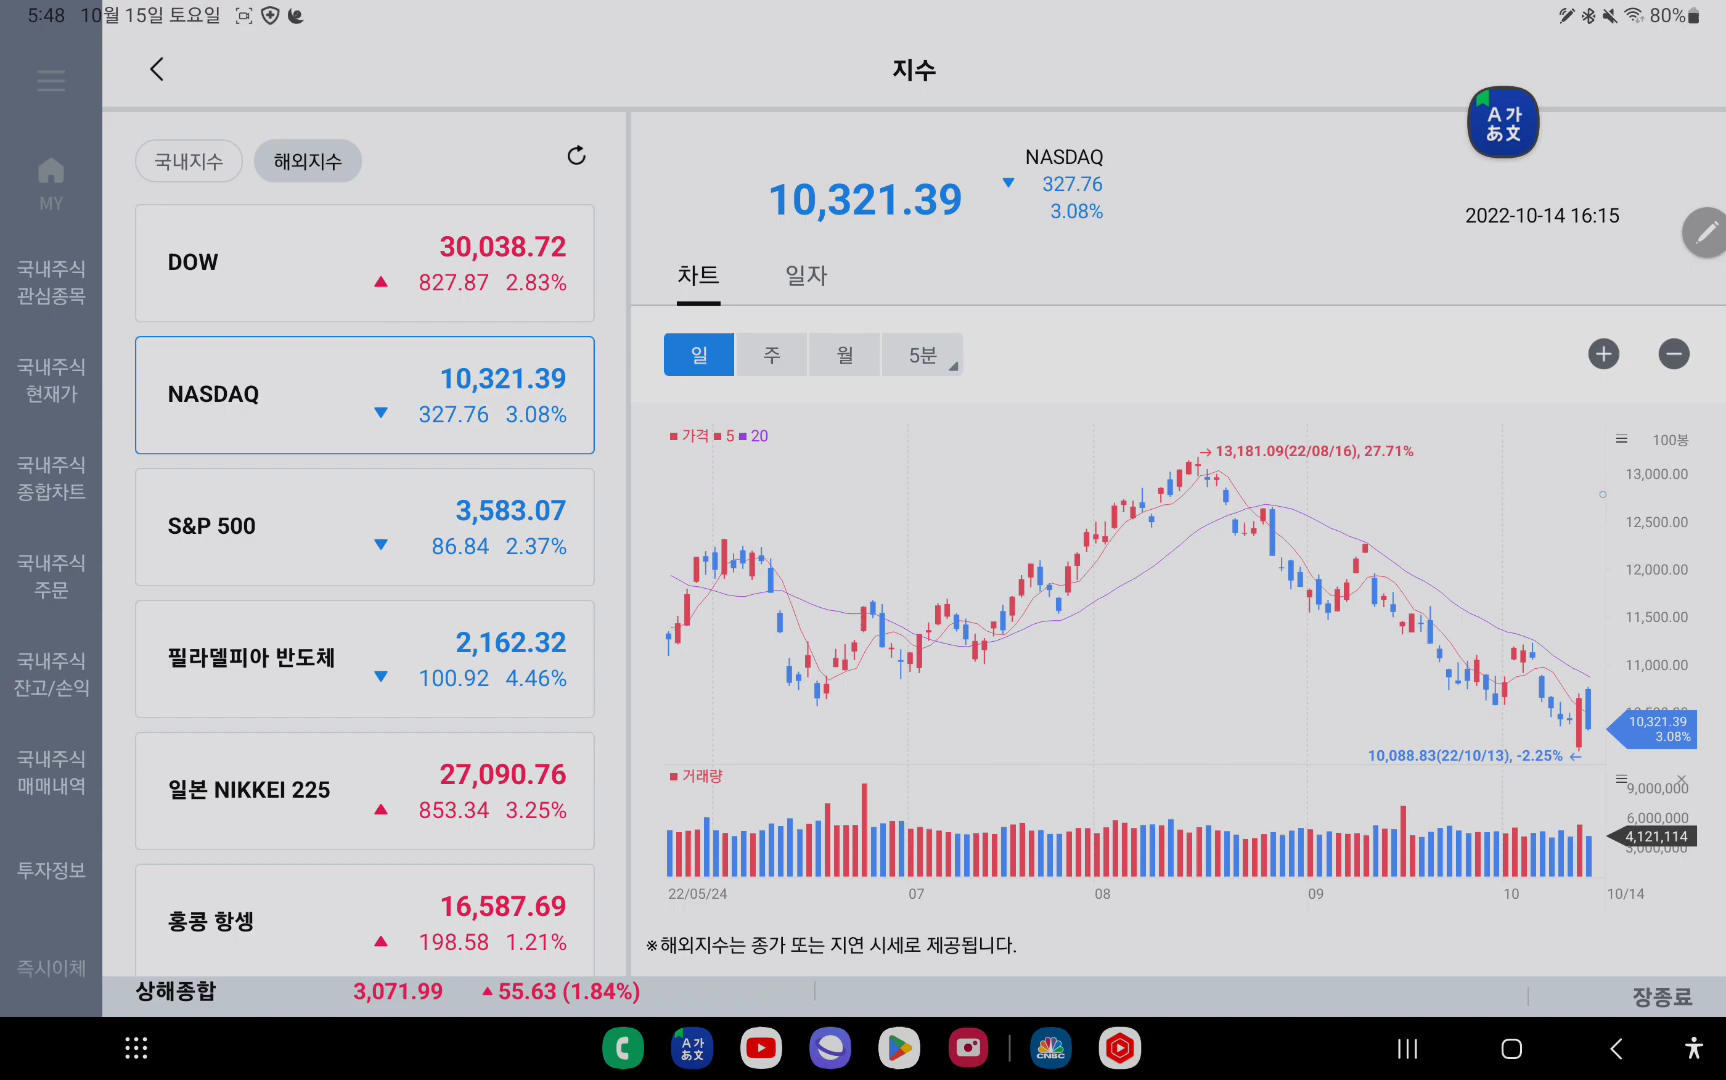 5:48 10월 15일 토요일
80%
지수
A가
あ文
MY
국내주식
관심종목
국내주식
현재가
국내주식
종합차트
국내주식
주문
국내주식
잔고/손익
국내주식
매매내역
투자정보
즉시이체
국내지수 해외지수
DOW 30,038.72
▲ 827.87 2.83%
NASDAQ 10,321.39
▼ 327.76 3.08%
S&P 500 3,583.07
▼ 86.84 2.37%
필라델피아 반도체 2,162.32
▼ 100.92 4.46%
일본 NIKKEI 225 27,090.76
▲ 853.34 3.25%
홍콩 항셍 16,587.69
▲ 198.58 1.21%
NASDAQ
10,321.39 ▼ 327.76
3.08%
2022-10-14 16:15
차트 일자
일 주 월 5분
가격 5 20
→13,181.09(22/08/16), 27.71%
100봉
13,000.00
12,500.00
12,000.00
11,500.00
11,000.00
10,321.39
3.08%
10,088.83(22/10/13), -2.25% ←
거래량
9,000,000
6,000,000
4,121,114
3,000,000
22/05/24 07 08 09 10 10/14
※해외지수는 종가 또는 지연 시세로 제공됩니다.
상해종합 3,071.99 ▲55.63 (1.84%) 장종료
A가
あ文
CNBC